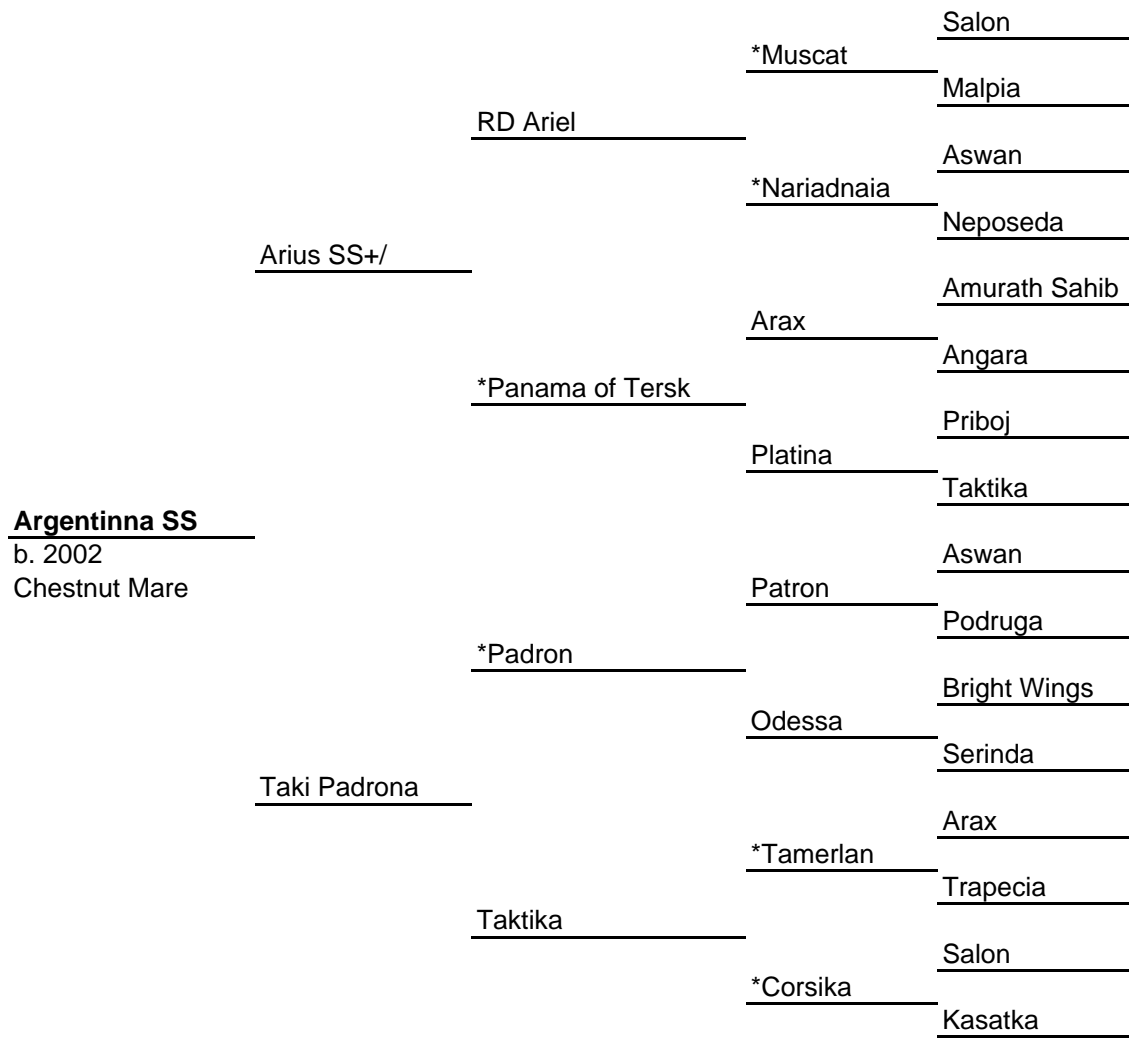 Salon
*Muscat
Malpia
RD Ariel
Aswan
*Nariadnaia
Neposeda
Arius SS+/
Amurath Sahib
Arax
Angara
*Panama of Tersk
Priboj
Platina
Taktika
Argentinna SS
b. 2002
Aswan
Chestnut Mare
Patron
Podruga
*Padron
Bright Wings
Odessa
Serinda
Taki Padrona
Arax
*Tamerlan
Trapecia
Taktika
Salon
*Corsika
Kasatka